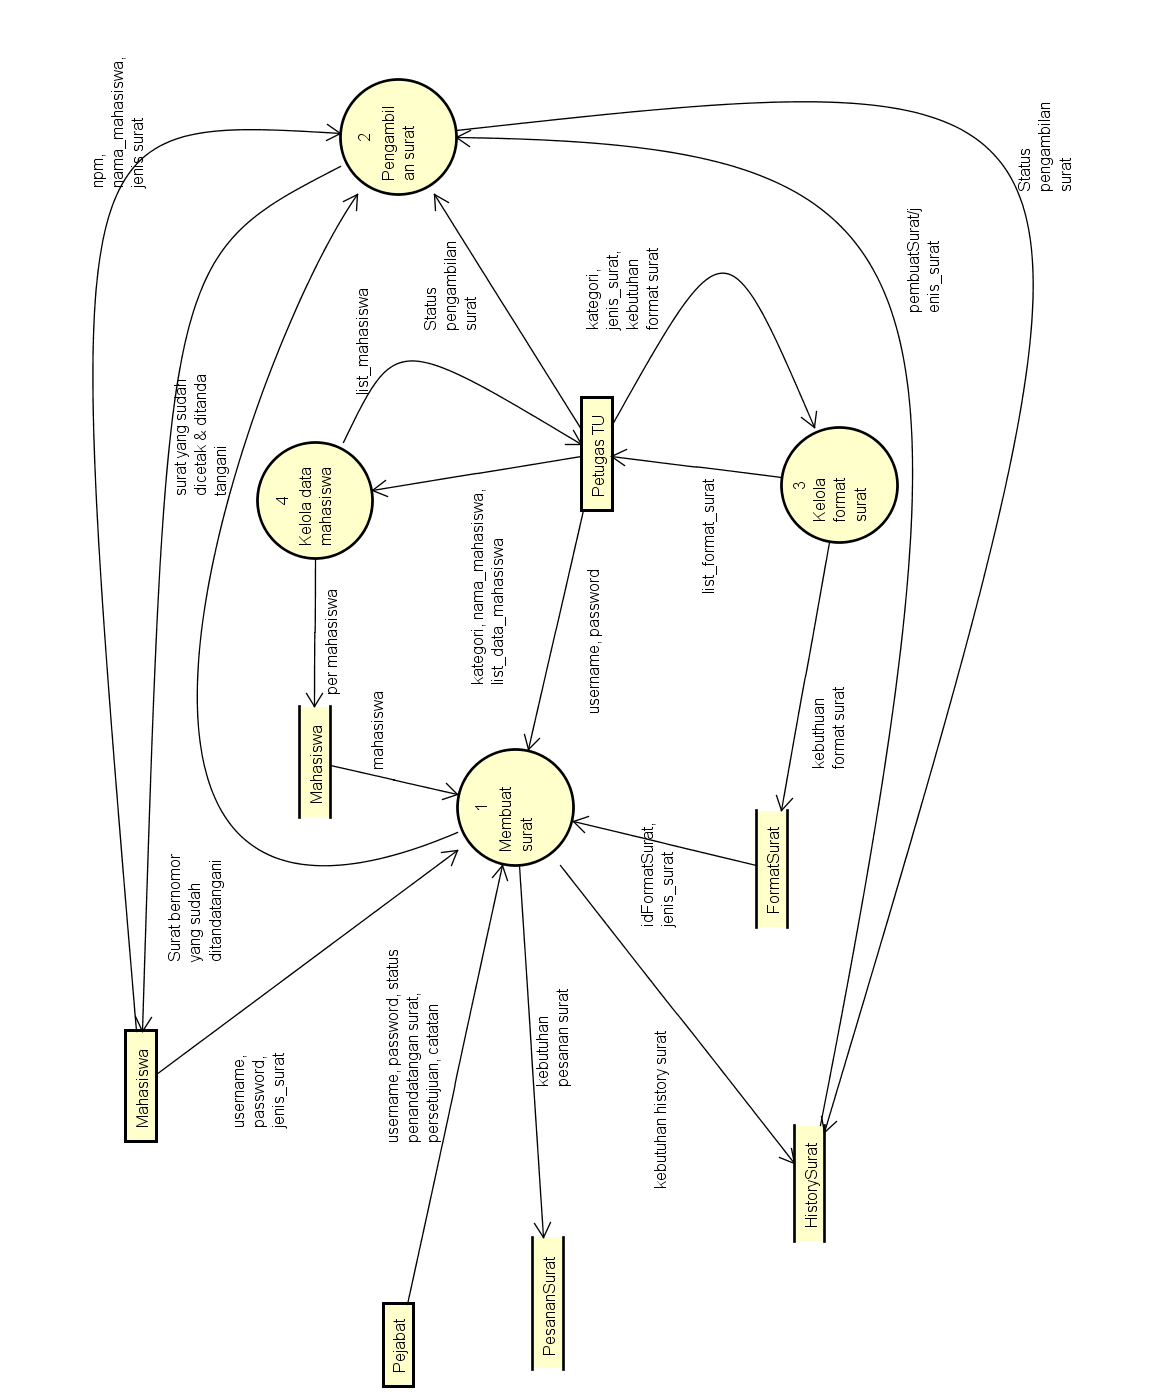 npm,
nama_mahasiswa,
jenis surat
2
Pengambil
an surat
Status
pengambilan
surat
pembuatSurat/j
enis_surat
kategori,
jenis_surat,
kebutuhan
format surat
Status
pengambilan
surat
list_mahasiswa
surat yang sudah
dicetak & ditanda
tangani
4
Kelola data
mahasiswa
Petugas TU
3
Kelola
format
surat
list_format_surat
kategori, nama_mahasiswa,
list_data_mahasiswa
username, password
per mahasiswa
Mahasiswa
mahasiswa
kebuthuan
format surat
1
Membuat
surat
FormatSurat
idFormatSurat,
jenis_surat
Surat bernomor
yang sudah
ditandatangani
Mahasiswa
username,
password,
jenis_surat
username, password, status
penandatangan surat,
persetujuan, catatan
kebutuhan
pesanan surat
kebutuhan history surat
HistorySurat
PesananSurat
Pejabat